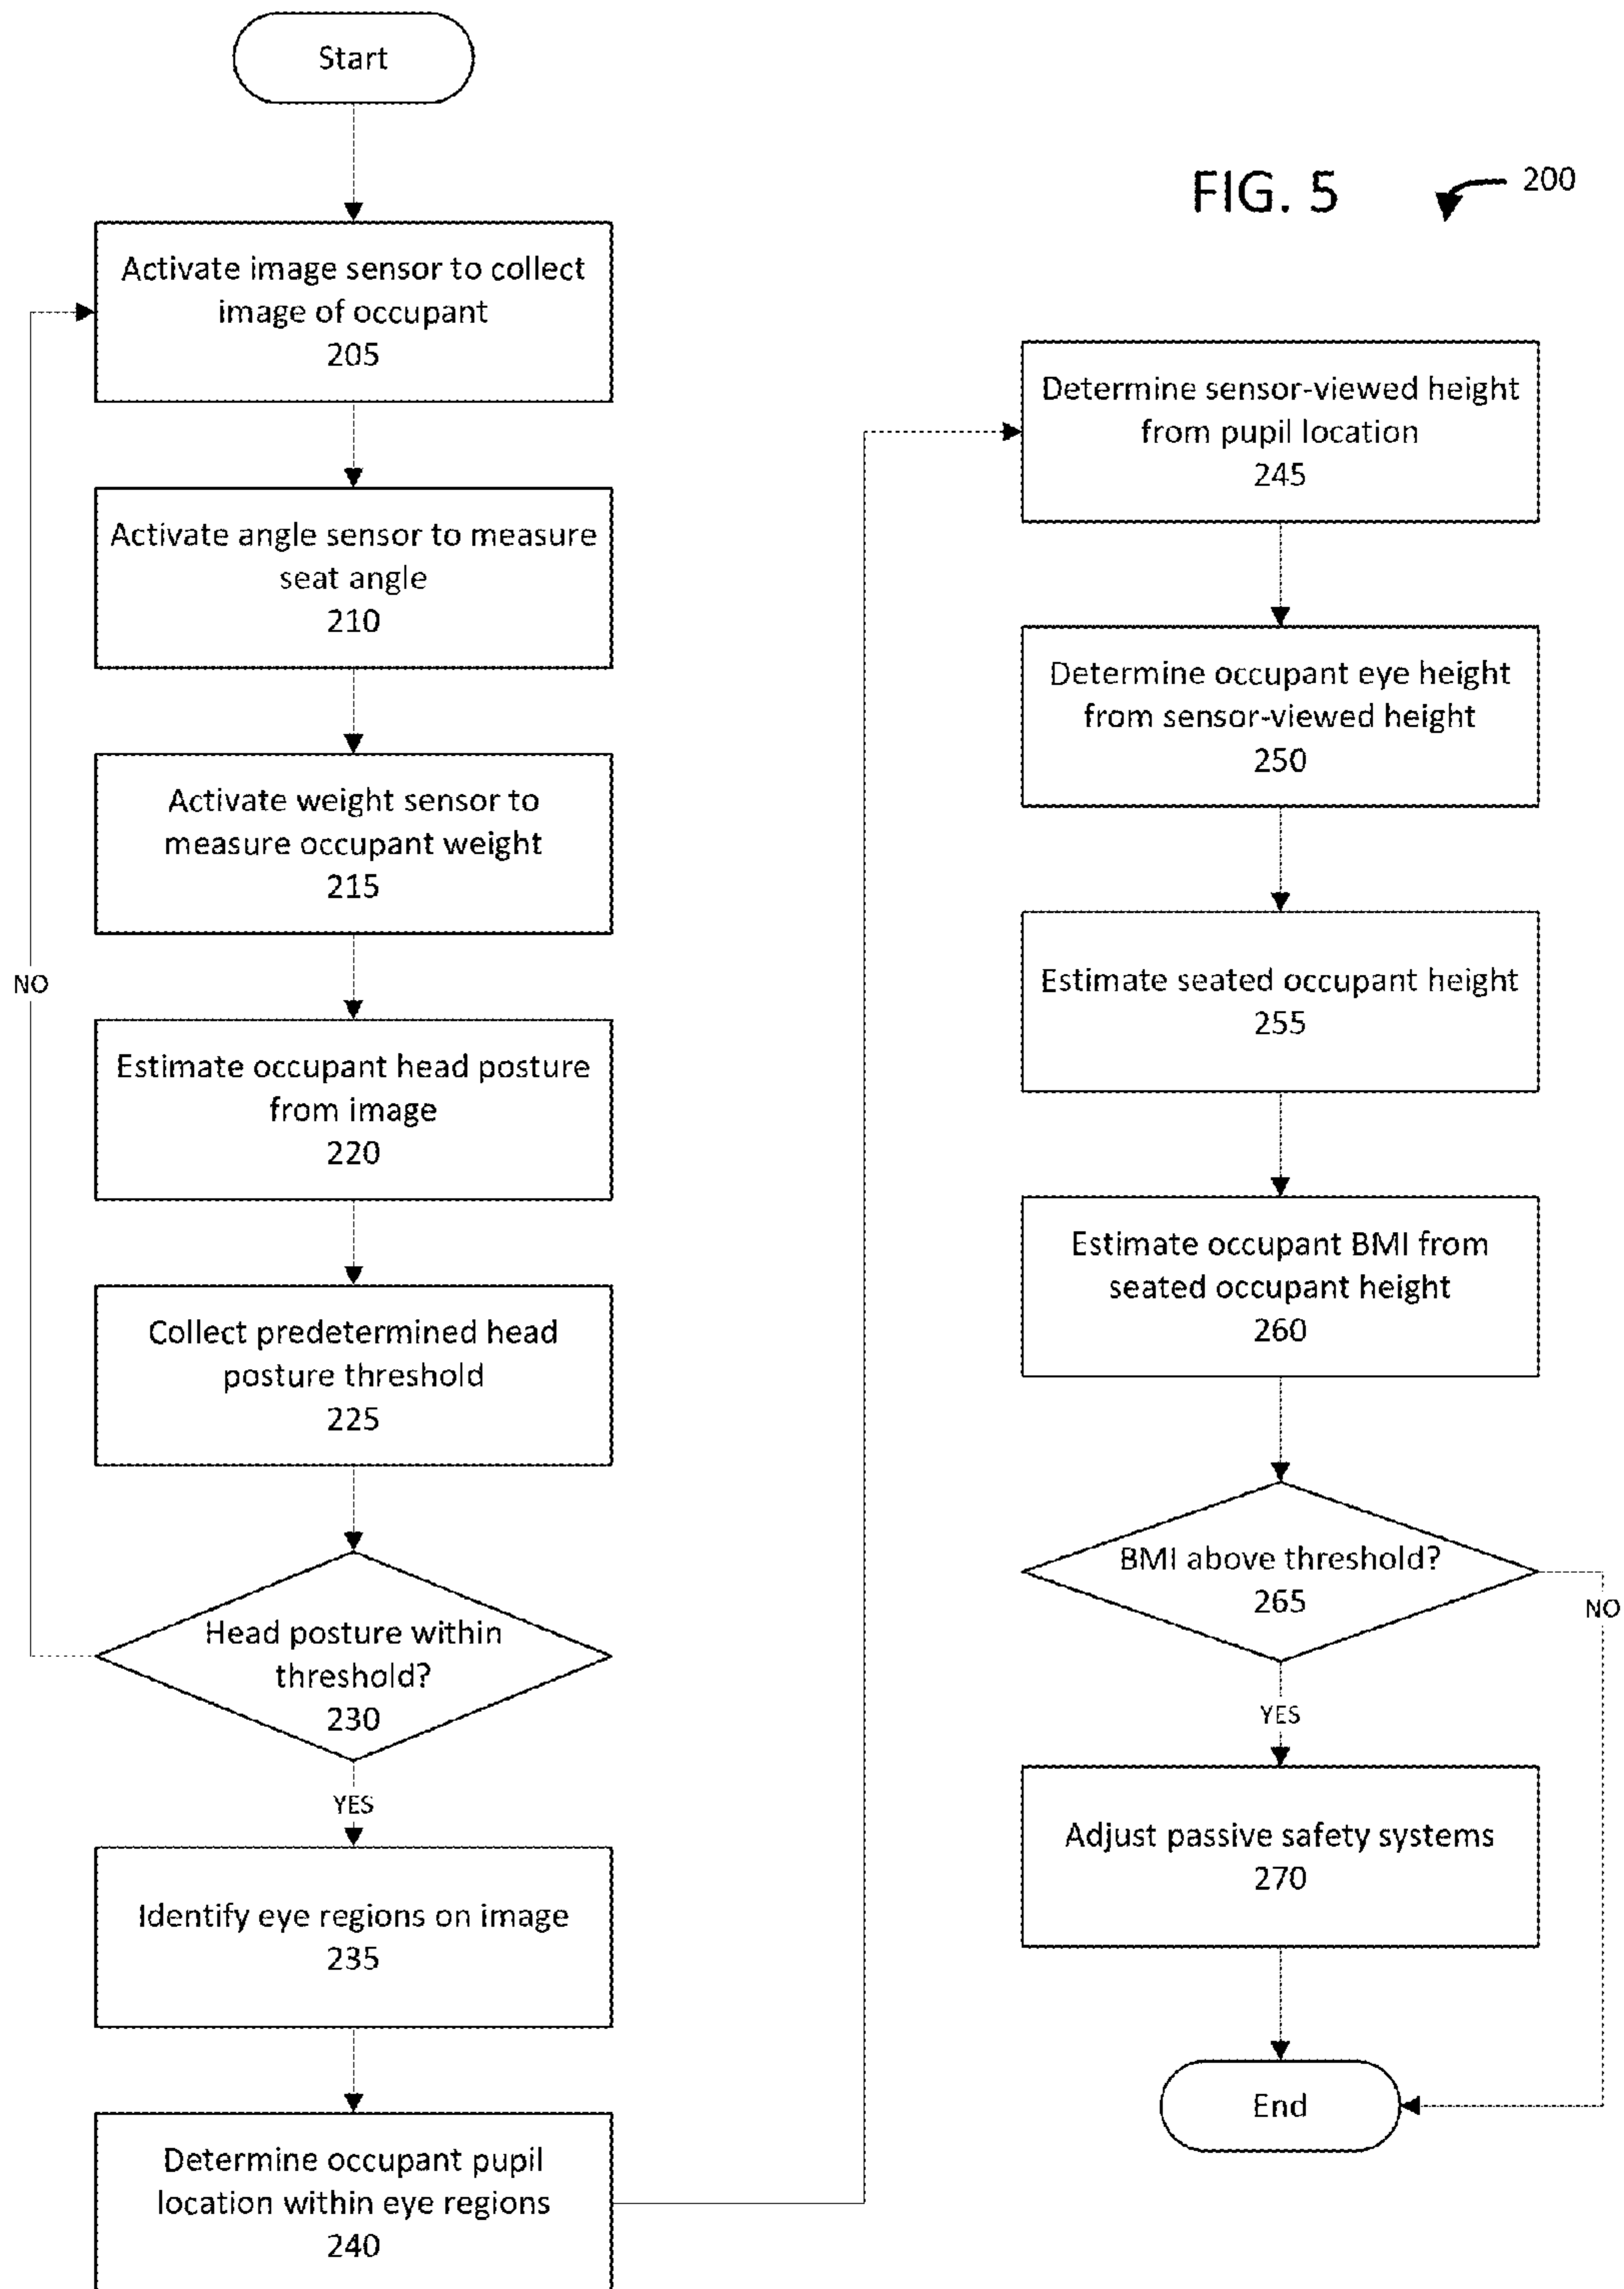 Start
Activate image sensor to collect
image of occupant
205
Activate angle sensor to measure
seat angle
210
Activate weight sensor to
measure occupant weight
215
NO
Estimate occupant head posture
from image
220
Collect predetermined head
posture threshold
225
Head posture within
threshold?
230
YES
Identify eye regions on image
235
Determine occupant pupil
location within eye regions
240
FIG. 5
200
Determine sensor-viewed height
from pupil location
245
Determine occupant eye height
from sensor-viewed height
250
Estimate seated occupant height
255
Estimate occupant BMI from
seated occupant height
260
BMI above threshold?
265
NO
YES
Adjust passive safety systems
270
End